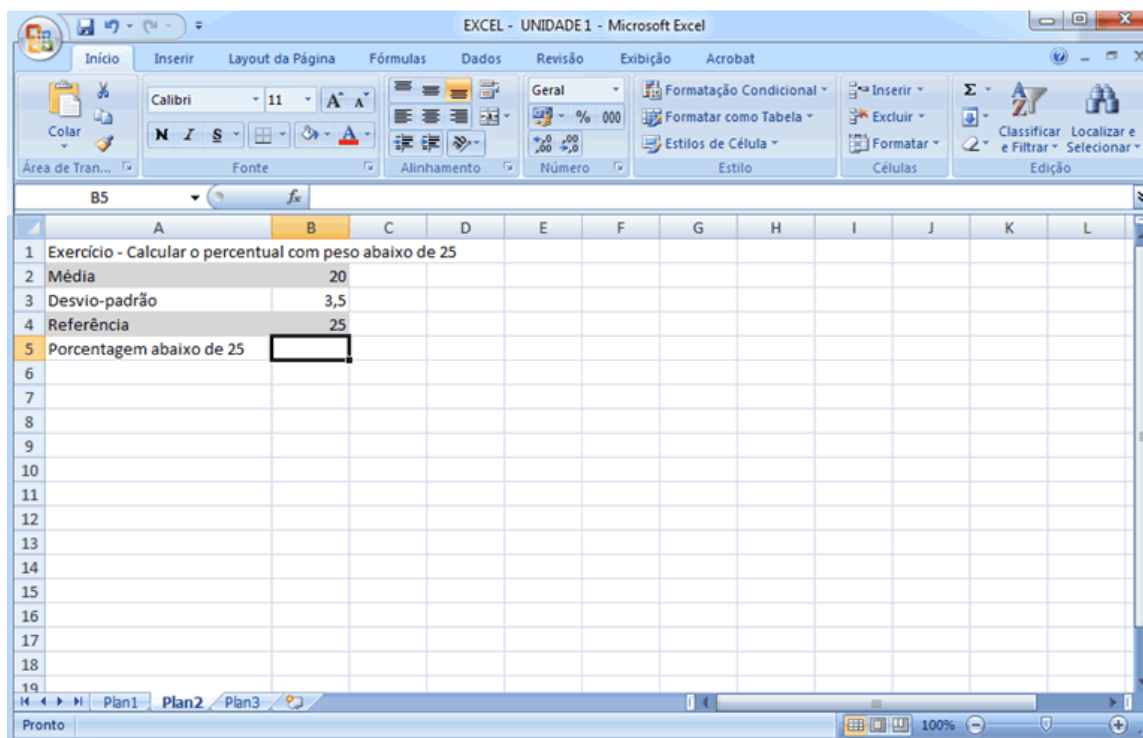 EXCEL - UNIDADE 1 - Microsoft Excel
Início Inserir Layout da Página Fórmulas Dados Revisão Exibição Acrobat
Colar
Calibri 11 A A
N I S A
Geral
% 000
,0 ,00 ,00 ,0
Formatação Condicional
Formatar como Tabela
Estilos de Célula
Inserir
Excluir
Formatar
Σ
Classificar e Filtrar
Localizar e Selecionar
Área de Tran... Fonte Alinhamento Número Estilo Células Edição
B5 fx
A B C D E F G H I J K L
1 Exercício - Calcular o percentual com peso abaixo de 25
2 Média 20
3 Desvio-padrão 3,5
4 Referência 25
5 Porcentagem abaixo de 25
6
7
8
9
10
11
12
13
14
15
16
17
18
19
Plan1 Plan2 Plan3
Pronto 100%